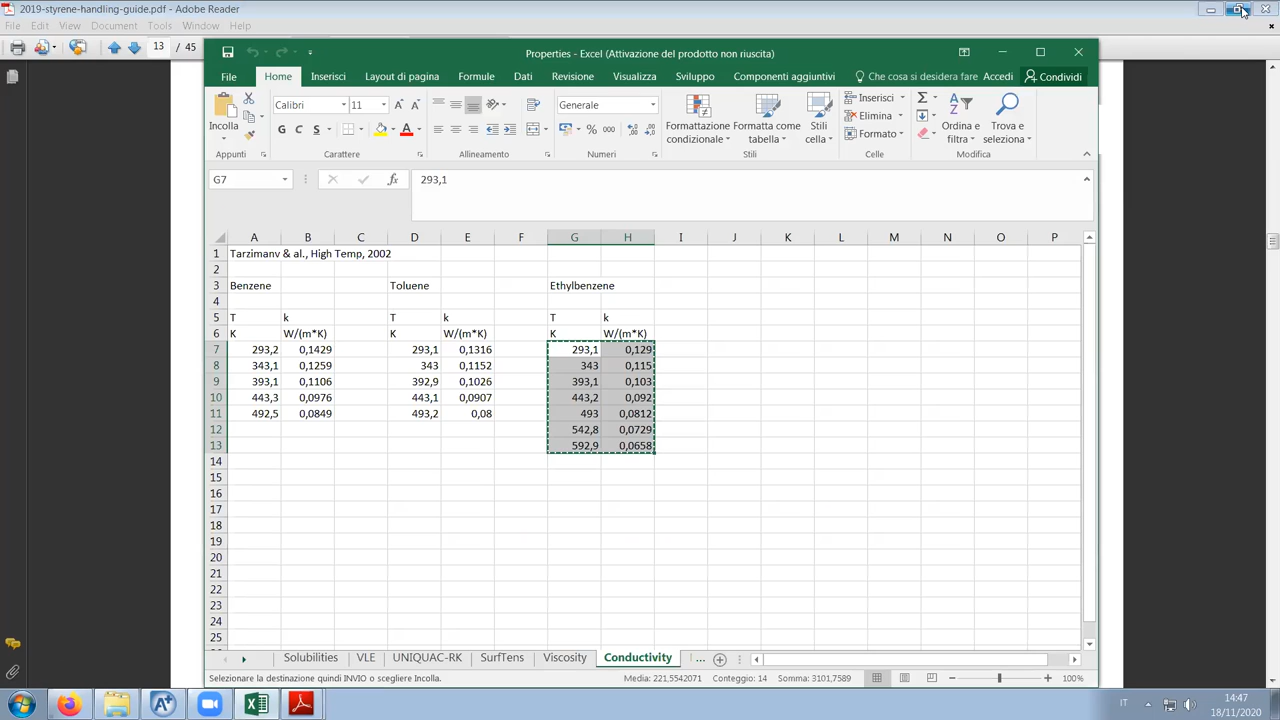 2019-styrene-handling-guide.pdf - Adobe Reader
File Edit View Document Tools Window Help
13 / 45
Properties - Excel (Attivazione del prodotto non riuscita)
File Home Inserisci Layout di pagina Formule Dati Revisione Visualizza Sviluppo Componenti aggiuntivi Che cosa si desidera fare Accedi Condividi
Incolla
Calibri 11
G C S
Generale
Formattazione condizionale
Formatta come tabella
Stili cella
Inserisci
Elimina
Formato
Ordina e filtra
Trova e seleziona
Appunti Carattere Allineamento Numeri Stili Celle Modifica
G7 fx 293,1
A B C D E F G H I J K L M N O P
1 Tarzimanv & al., High Temp, 2002
2
3 Benzene Toluene Ethylbenzene
4
5 T k T k T k
6 K W/(m*K) K W/(m*K) K W/(m*K)
7 293,2 0,1429 293,1 0,1316 293,1 0,129
8 343,1 0,1259 343 0,1152 343 0,115
9 393,1 0,1106 392,9 0,1026 393,1 0,103
10 443,3 0,0976 443,1 0,0907 443,2 0,092
11 492,5 0,0849 493,2 0,08 493 0,0812
12 542,8 0,0729
13 592,9 0,0658
14
15
16
17
18
19
20
21
22
23
24
25
Solubilities VLE UNIQUAC-RK SurfTens Viscosity Conductivity ...
Selezionare la destinazione quindi INVIO o scegliere Incolla. Media: 221,5542071 Conteggio: 14 Somma: 3101,7589 100%
IT 14:47
18/11/2020